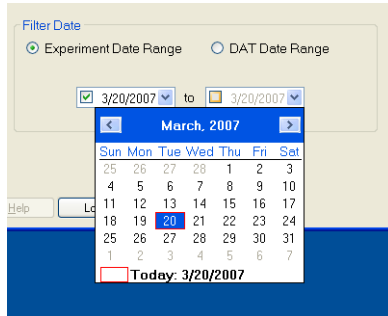 Filter Date
Experiment Date Range DAT Date Range
3/20/2007 to 3/20/2007
March, 2007
Sun Mon Tue Wed Thu Fri Sat
25 26 27 28 1 2 3
4 5 6 7 8 9 10
11 12 13 14 15 16 17
18 19 20 21 22 23 24
25 26 27 28 29 30 31
1 2 3 4 5 6 7
Today: 3/20/2007
Help Lo